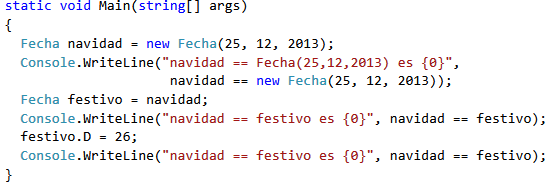 static void Main(string[] args)
{
  Fecha navidad = new Fecha(25, 12, 2013);
  Console.WriteLine("navidad == Fecha(25,12,2013) es {0}",
                    navidad == new Fecha(25, 12, 2013));
  Fecha festivo = navidad;
  Console.WriteLine("navidad == festivo es {0}", navidad == festivo);
  festivo.D = 26;
  Console.WriteLine("navidad == festivo es {0}", navidad == festivo);
}